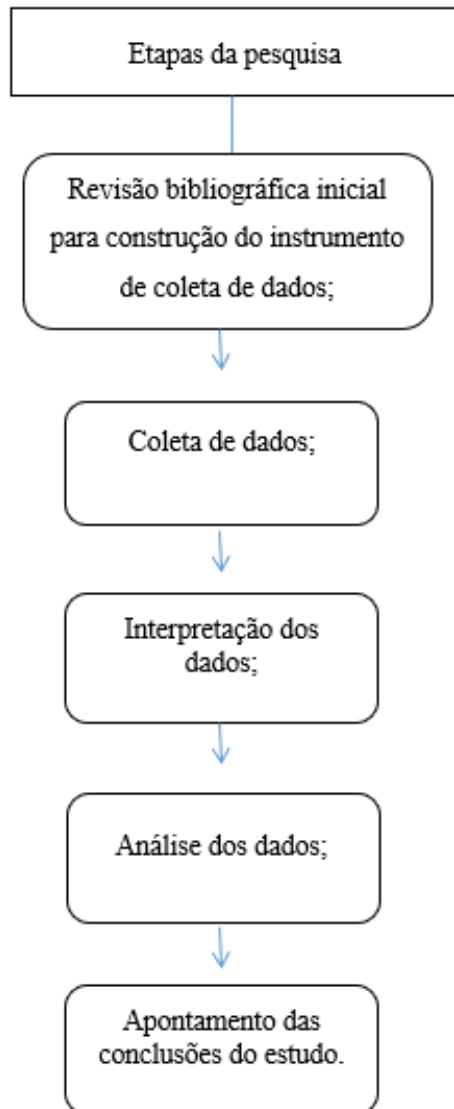 Etapas da pesquisa
Revisão bibliográfica inicial
para construção do instrumento
de coleta de dados;
Coleta de dados;
Interpretação dos
dados;
Análise dos dados;
Apontamento das
conclusões do estudo.